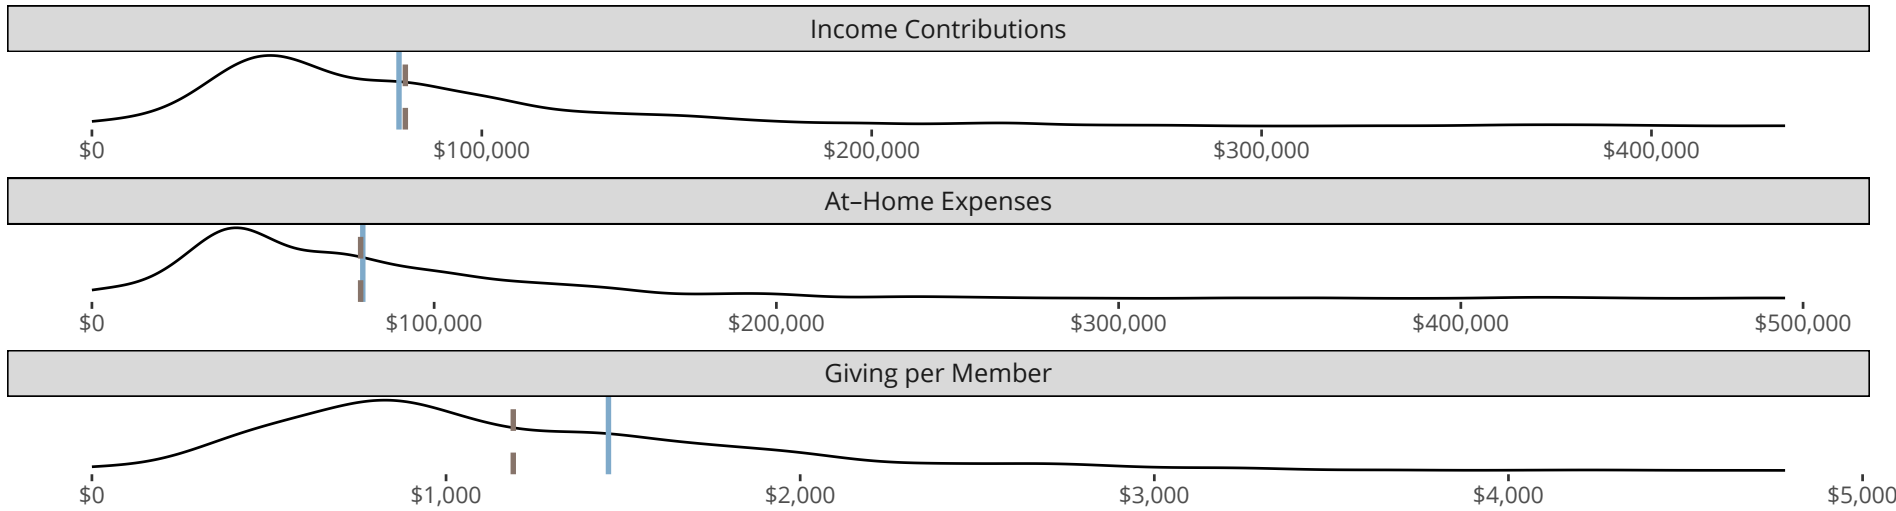 Income Contributions
$0 $100,000 $200,000 $300,000 $400,000
At–Home Expenses
$0 $100,000 $200,000 $300,000 $400,000 $500,000
Giving per Member
$0 $1,000 $2,000 $3,000 $4,000 $5,000